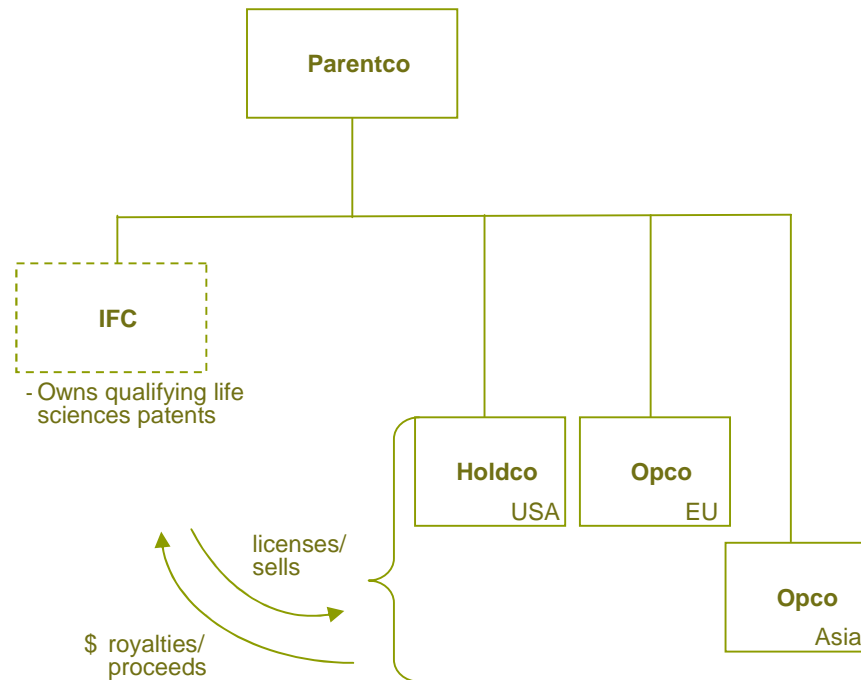 Parentco
IFC
- Owns qualifying life
sciences patents
Holdco
USA
Opco
EU
licenses/
sells
Opco
Asia
$ royalties/
proceeds